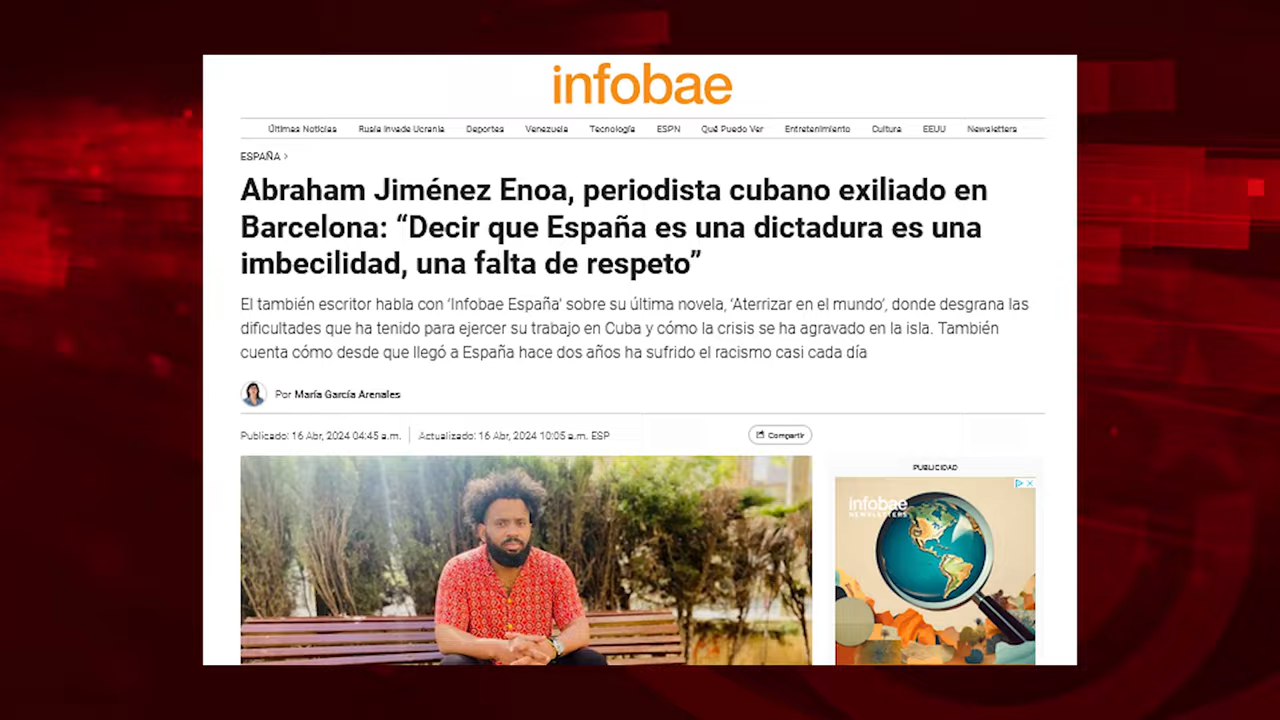 infobae
Últimas Noticias Rusia Invade Ucrania Deportes Venezuela Tecnología ESPN Qué Puedo Ver Entretenimiento Cultura EEUU Newsletters
ESPAÑA >
Abraham Jiménez Enoa, periodista cubano exiliado en
Barcelona: “Decir que España es una dictadura es una
imbecilidad, una falta de respeto”
El también escritor habla con ‘Infobae España’ sobre su última novela, ‘Aterrizar en el mundo’, donde desgrana las
dificultades que ha tenido para ejercer su trabajo en Cuba y cómo la crisis se ha agravado en la isla. También
cuenta cómo desde que llegó a España hace dos años ha sufrido el racismo casi cada día
Por María García Arenales
Publicado: 16 Abr, 2024 04:45 a.m. | Actualizado: 16 Abr, 2024 10:05 a.m. ESP
Compartir
PUBLICIDAD
infobae
NEWSLETTERS